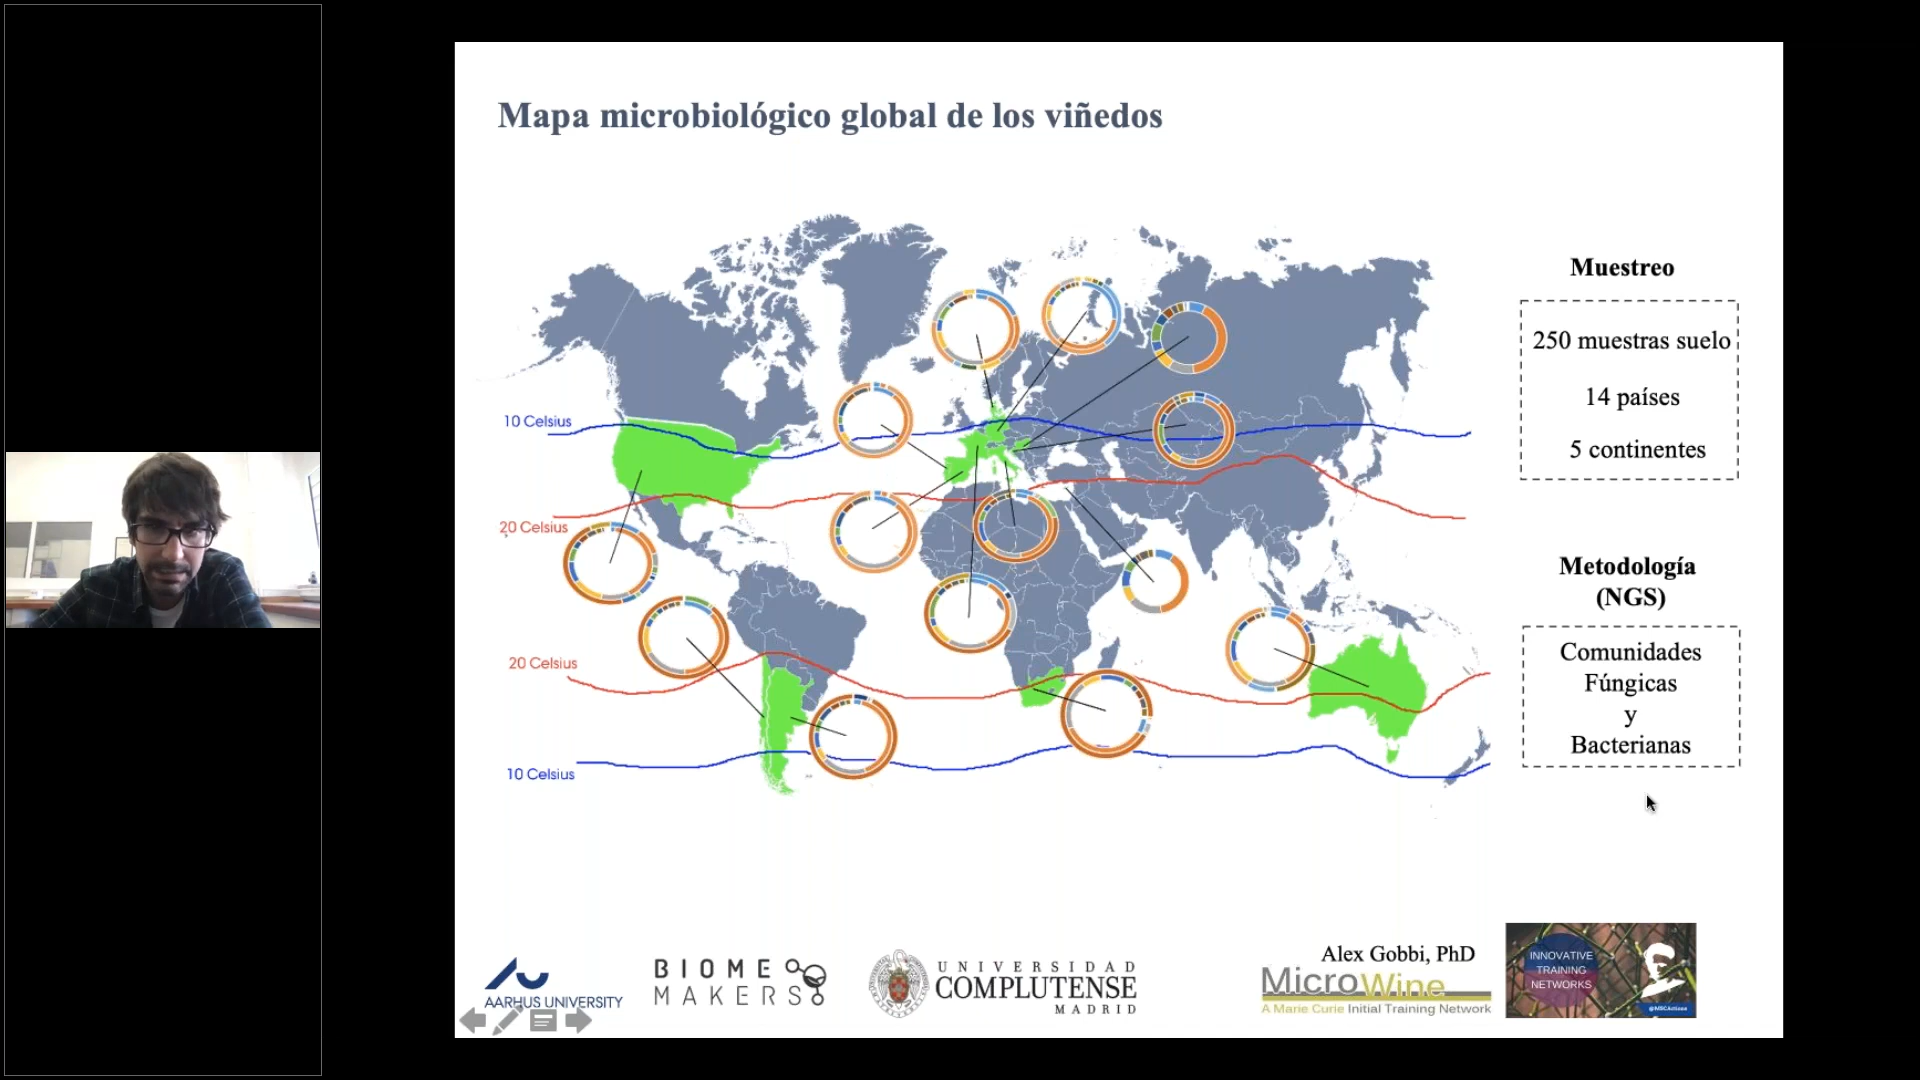 Mapa microbiológico global de los viñedos
10 Celsius
20 Celsius
20 Celsius
10 Celsius
Muestreo
250 muestras suelo
14 países
5 continentes
Metodología
(NGS)
Comunidades
Fúngicas
y
Bacterianas
AARHUS UNIVERSITY
BIOME
MAKERS
UNIVERSIDAD
COMPLUTENSE
MADRID
Alex Gobbi, PhD
MicroWine
A Marie Curie Initial Training Network
INNOVATIVE
TRAINING
NETWORKS
@MSCActions